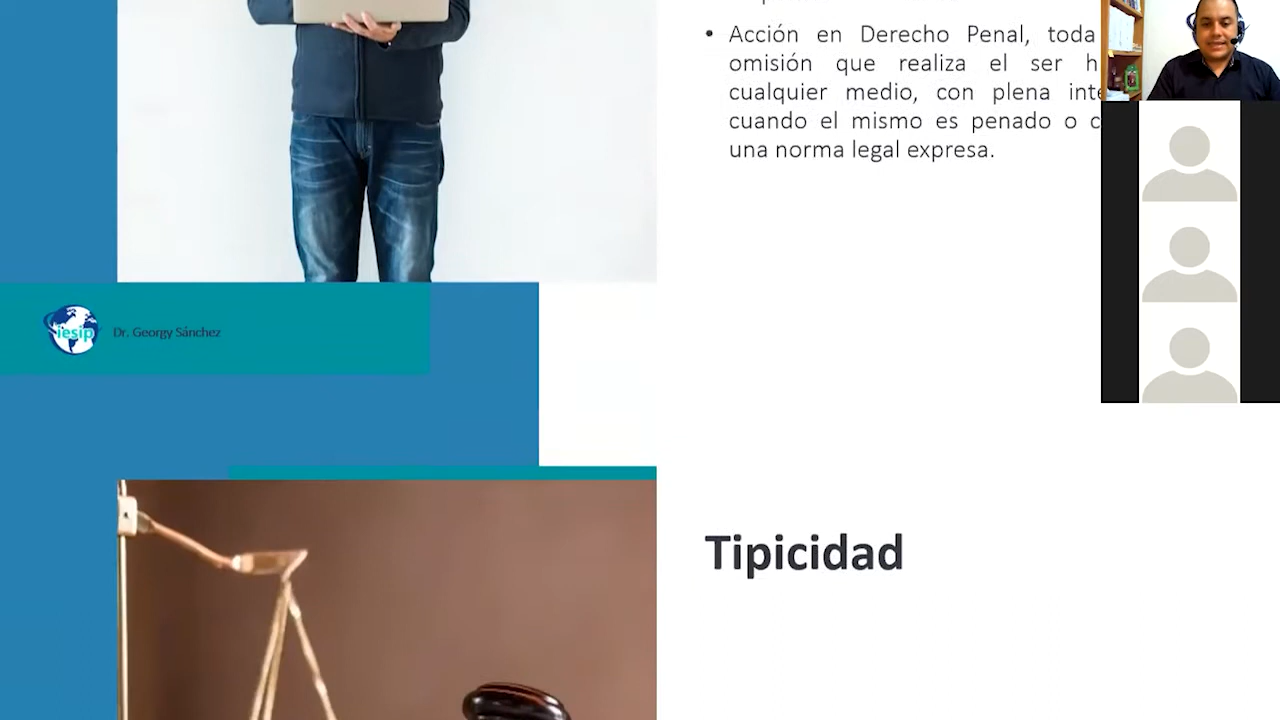 Acción en Derecho Penal, toda
omisión que realiza el ser
cualquier medio, con plena
cuando el mismo es penado o
una norma legal expresa.
iesip
Dr. Georgy Sánchez
Tipicidad